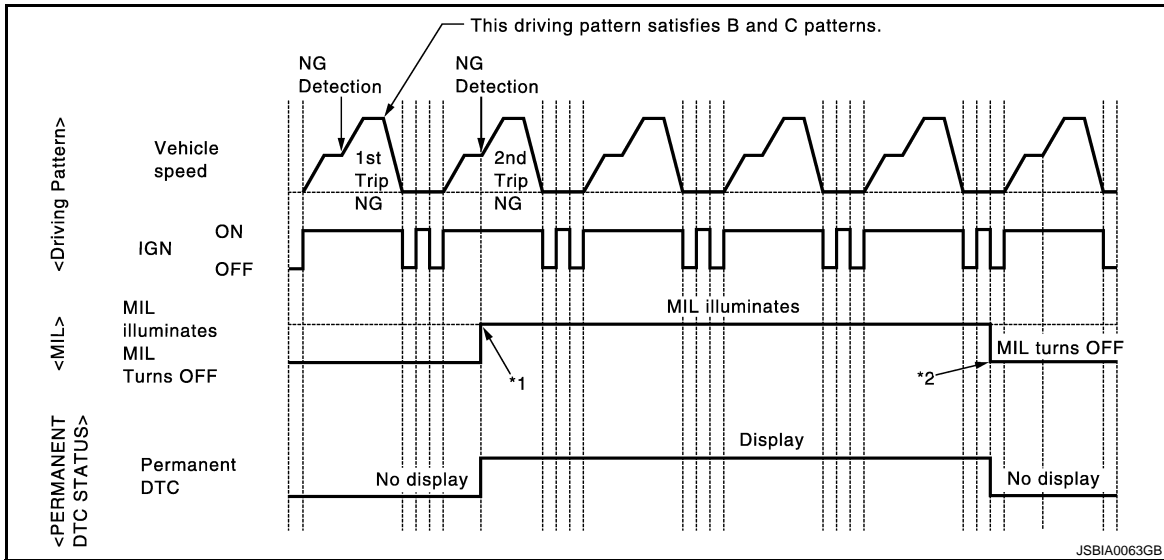 This driving pattern satisfies B and C patterns.
NG
Detection
NG
Detection
<Driving Pattern>
Vehicle
speed
1st
Trip
NG
2nd
Trip
NG
IGN
ON
OFF
<MIL>
MIL
illuminates
MIL
Turns OFF
MIL illuminates
MIL turns OFF
*1
*2
<PERMANENT
DTC STATUS>
Permanent
DTC
No display
Display
No display
JSBIA0063GB